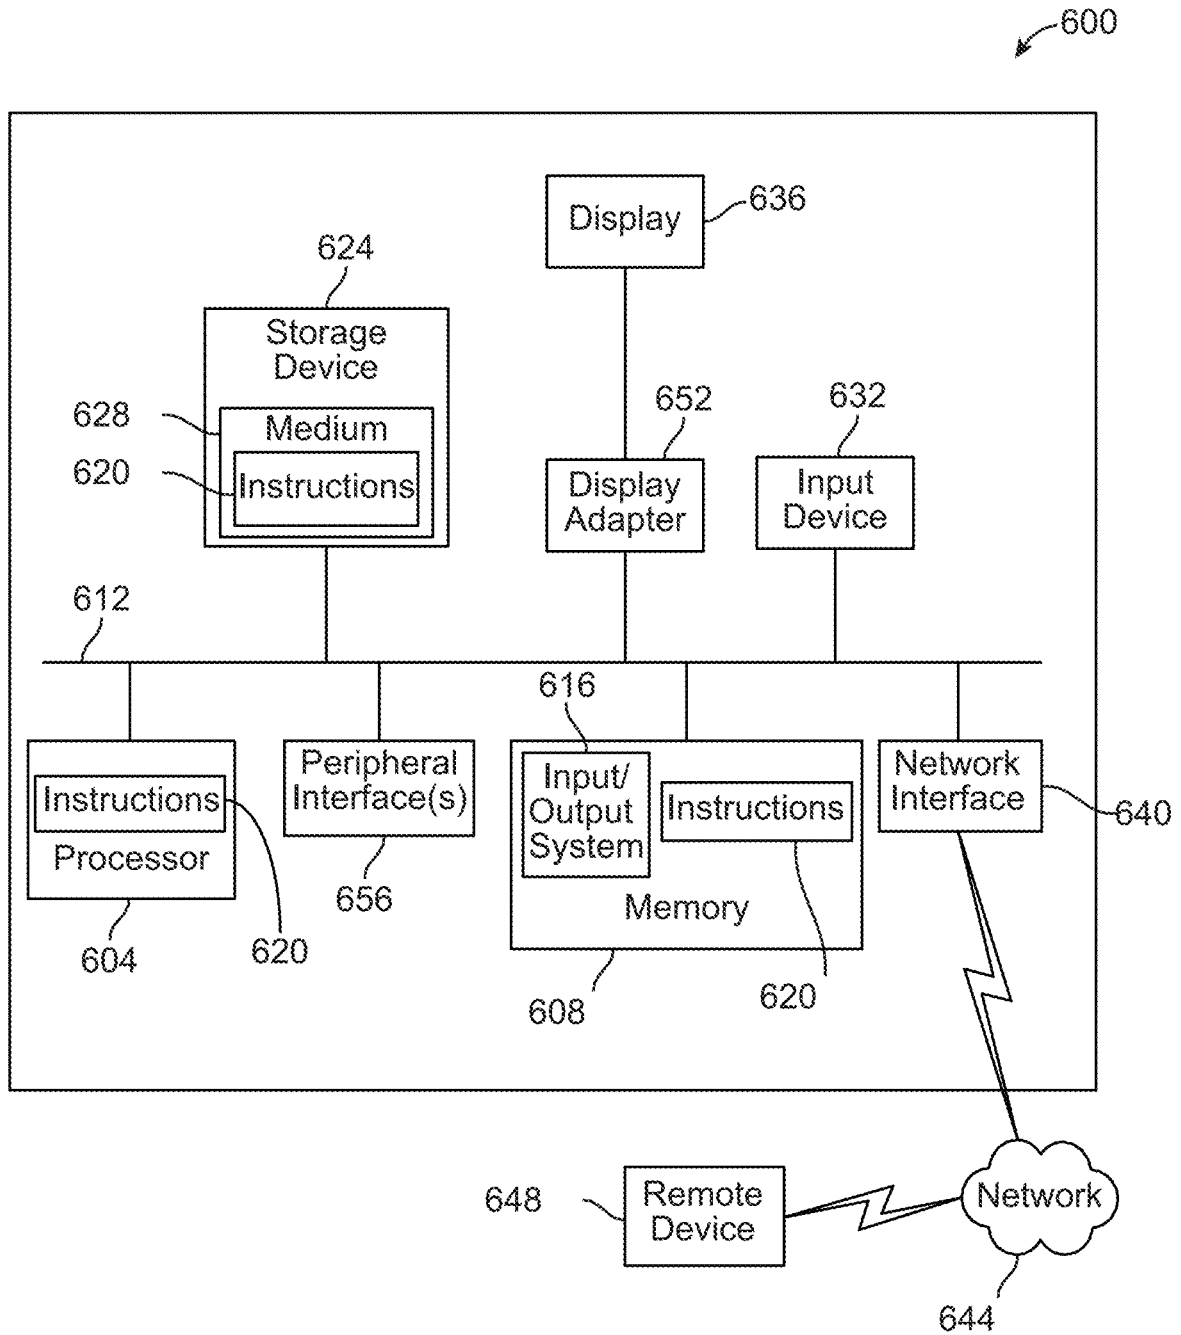 600
Display
636
624
Storage
Device
628
Medium
620
Instructions
652
Display
Adapter
632
Input
Device
612
Instructions
Processor
604
620
Peripheral
Interface(s)
656
616
Input/
Output
System
Instructions
Memory
608
620
Network
Interface
640
648
Remote
Device
Network
644